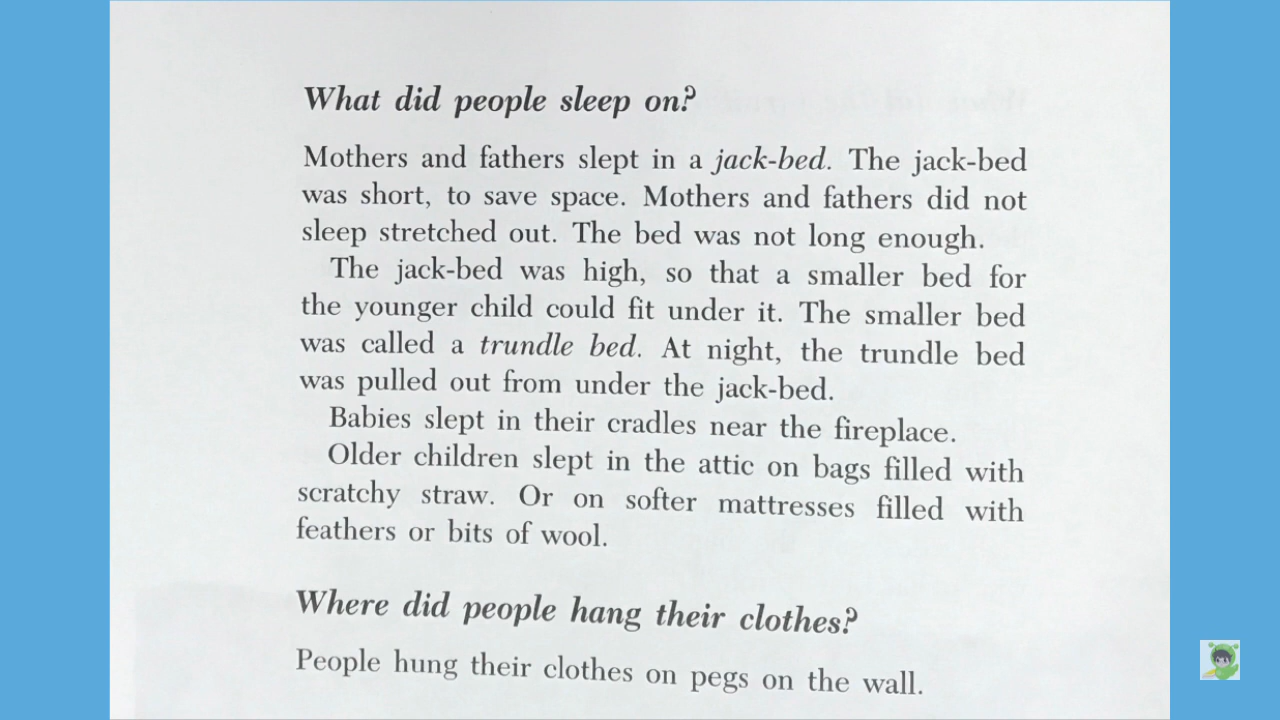 What did people sleep on?
Mothers and fathers slept in a jack-bed. The jack-bed
was short, to save space. Mothers and fathers did not
sleep stretched out. The bed was not long enough.
The jack-bed was high, so that a smaller bed for
the younger child could fit under it. The smaller bed
was called a trundle bed. At night, the trundle bed
was pulled out from under the jack-bed.
Babies slept in their cradles near the fireplace.
Older children slept in the attic on bags filled with
scratchy straw. Or on softer mattresses filled with
feathers or bits of wool.
Where did people hang their clothes?
People hung their clothes on pegs on the wall.